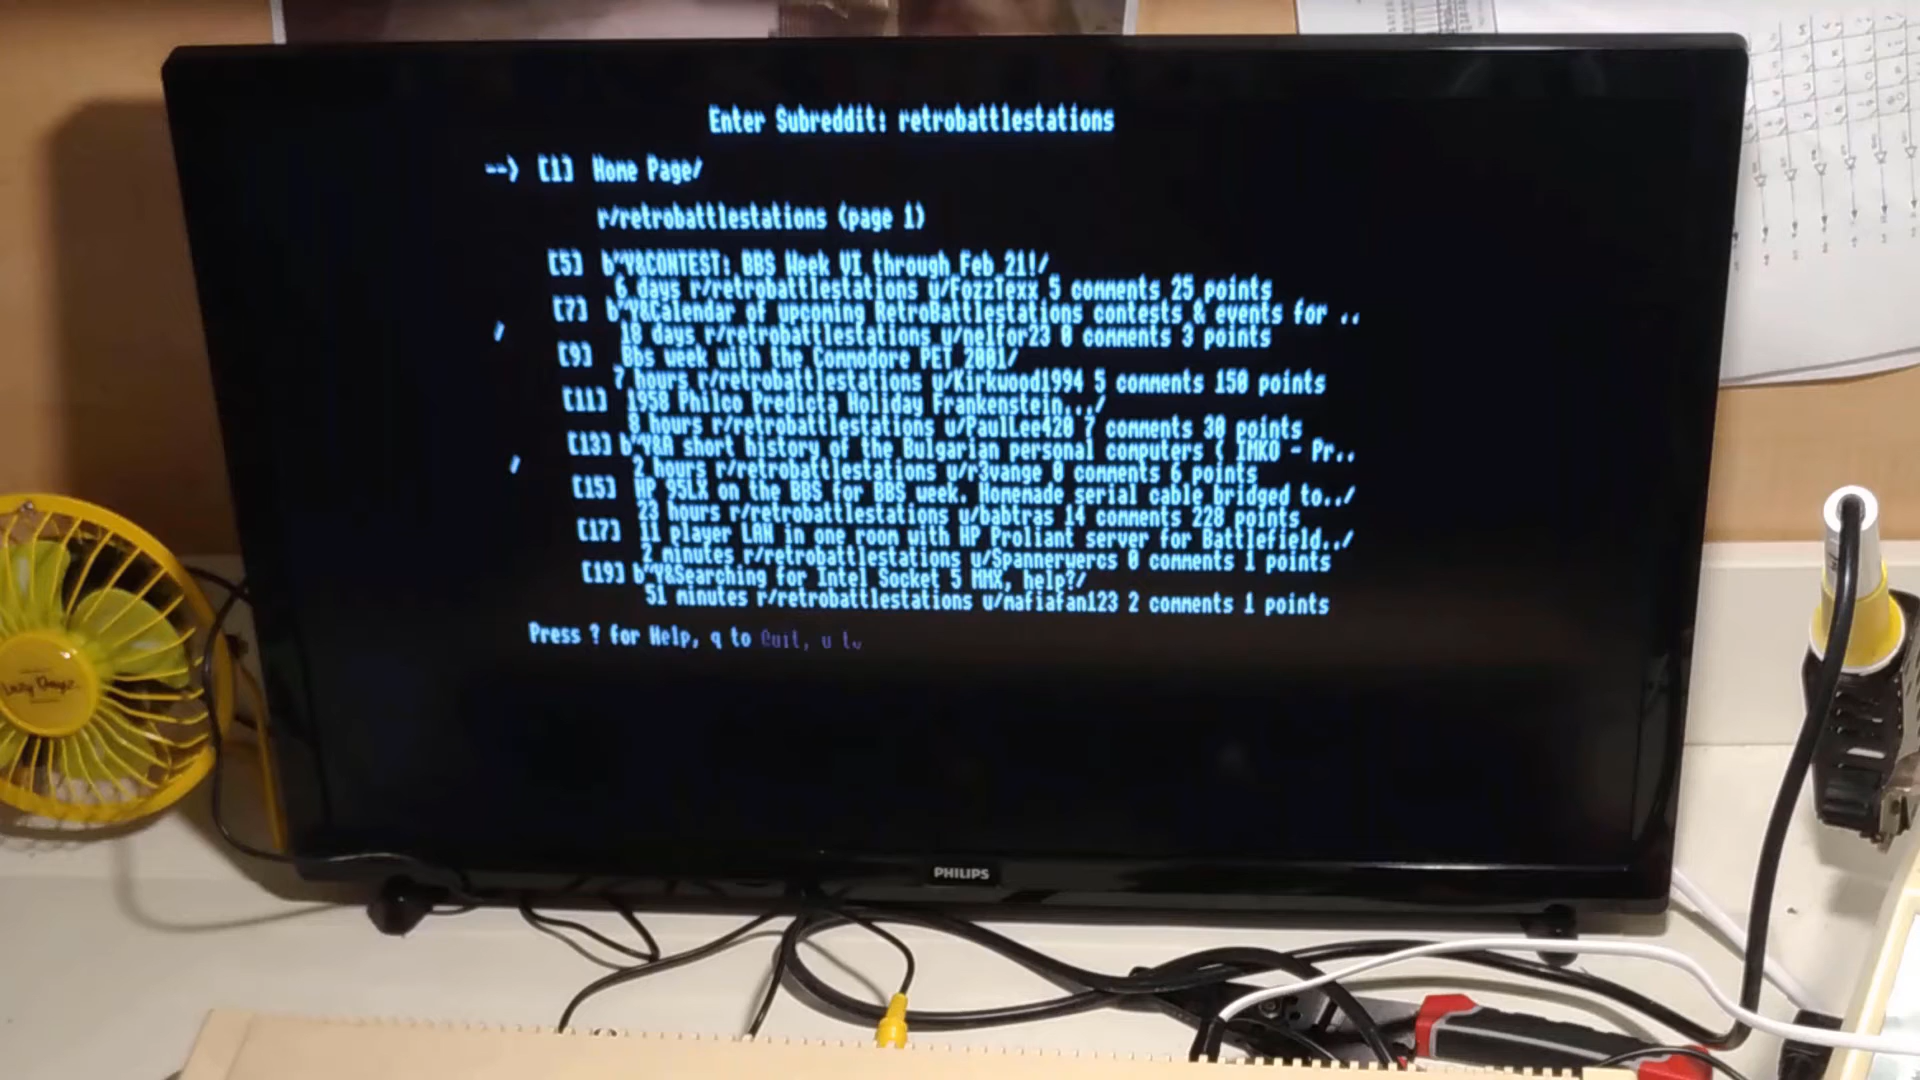 Enter Subreddit: retrobattlestations
--> [1] Home Page/
r/retrobattlestations (page 1)
[5] b"Y&CONTEST: BBS Week VI through Feb 21!/
6 days r/retrobattlestations u/FozzTexx 5 comments 25 points
[7] b"Y&Calendar of upcoming RetroBattlestations contests & events for ..
/ 18 days r/retrobattlestations u/nelfor23 0 comments 3 points
[9] Bbs week with the Commodore PET 2001/
7 hours r/retrobattlestations u/Kirkwood1994 5 comments 150 points
[11] 1958 Philco Predicta Holiday Frankenstein.../
8 hours r/retrobattlestations u/PaulLee420 7 comments 30 points
[13] b"Y&A short history of the Bulgarian personal computers ( IMKO - Pr..
/ 2 hours r/retrobattlestations u/r3vange 0 comments 6 points
[15] HP 95LX on the BBS for BBS week. Homemade serial cable bridged to../
23 hours r/retrobattlestations u/babtras 14 comments 228 points
[17] 11 player LAN in one room with HP Proliant server for Battlefield../
2 minutes r/retrobattlestations u/Spannerwercs 0 comments 1 points
[19] b"Y&Searching for Intel Socket 5 MMX, help?/
51 minutes r/retrobattlestations u/mafiafan123 2 comments 1 points
Press ? for Help, q to Quit, u to
PHILIPS